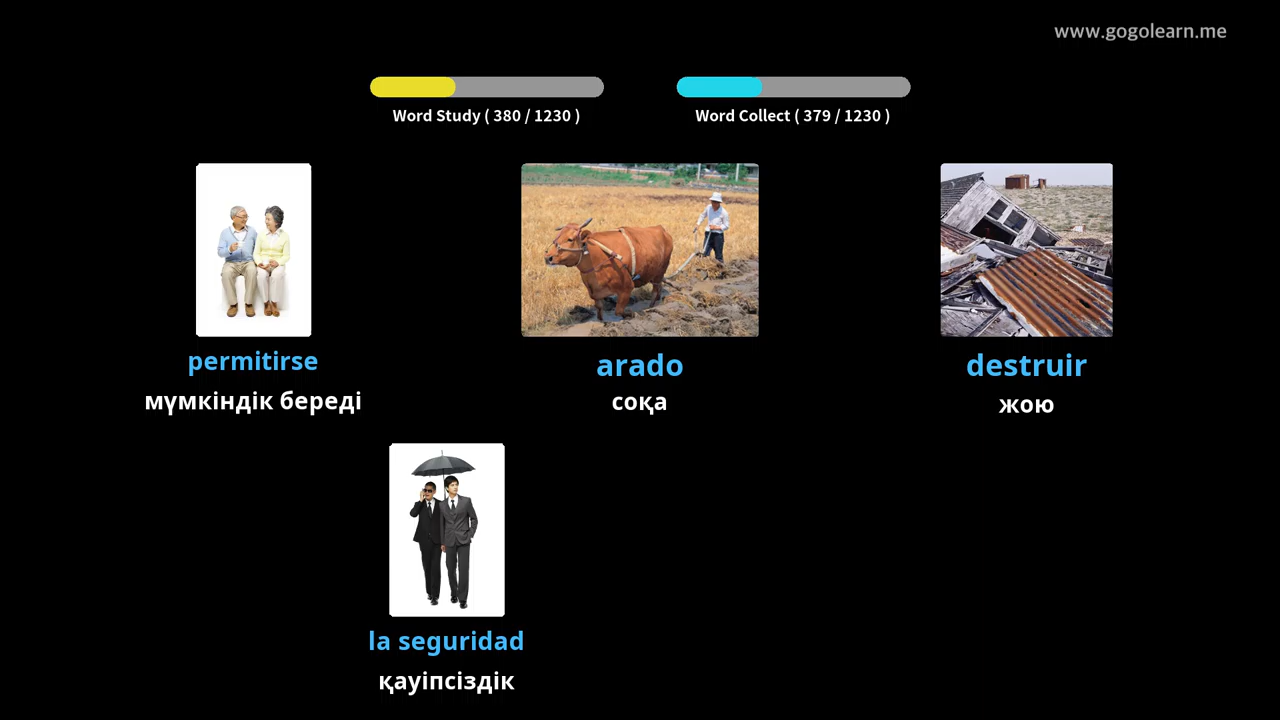 www.gogolearn.me
Word Study ( 380 / 1230 )
Word Collect ( 379 / 1230 )
permitirse
мүмкіндік береді
arado
соқа
destruir
жою
la seguridad
қауіпсіздік